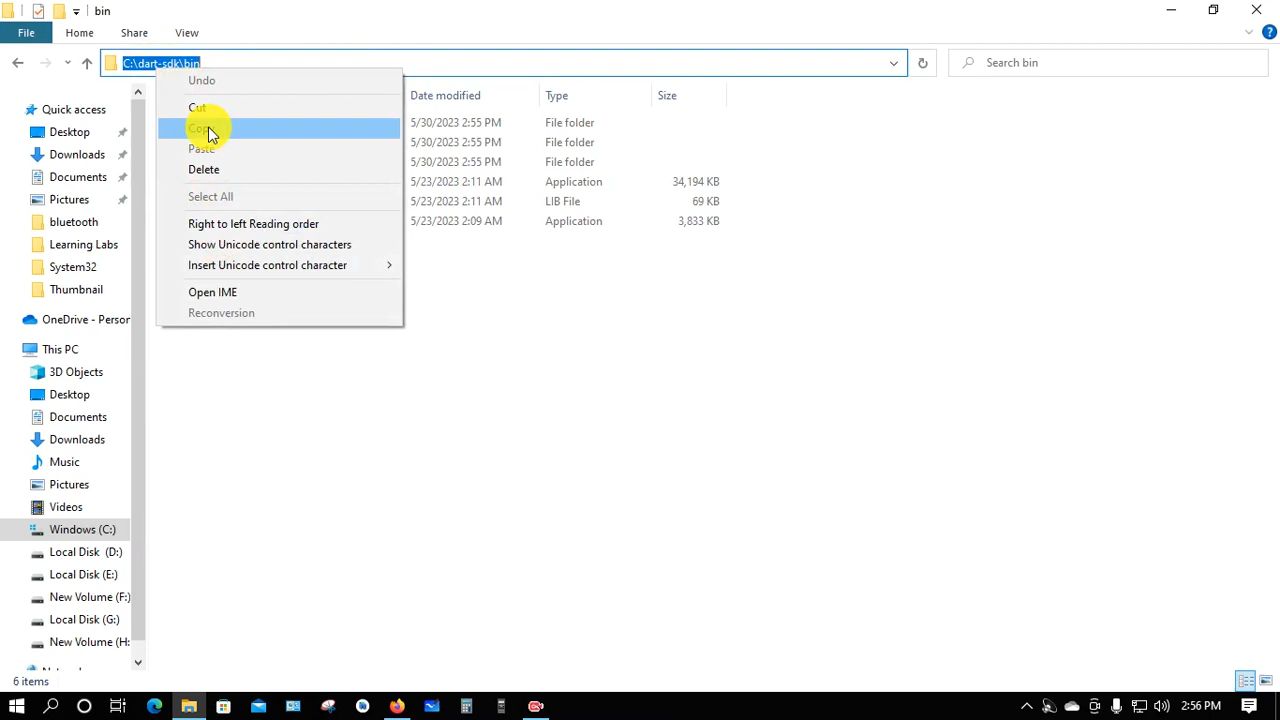 bin
File Home Share View
C:\dart-sdk\bin Search bin
Undo
Cut
Copy
Paste
Delete
Select All
Right to left Reading order
Show Unicode control characters
Insert Unicode control character
Open IME
Reconversion
Date modified Type Size
5/30/2023 2:55 PM File folder
5/30/2023 2:55 PM File folder
5/30/2023 2:55 PM File folder
5/23/2023 2:11 AM Application 34,194 KB
5/23/2023 2:11 AM LIB File 69 KB
5/23/2023 2:09 AM Application 3,833 KB
Quick access
Desktop
Downloads
Documents
Pictures
bluetooth
Learning Labs
System32
Thumbnail
OneDrive - Person
This PC
3D Objects
Desktop
Documents
Downloads
Music
Pictures
Videos
Windows (C:)
Local Disk (D:)
Local Disk (E:)
New Volume (F:)
Local Disk (G:)
New Volume (H:
6 items
2:56 PM